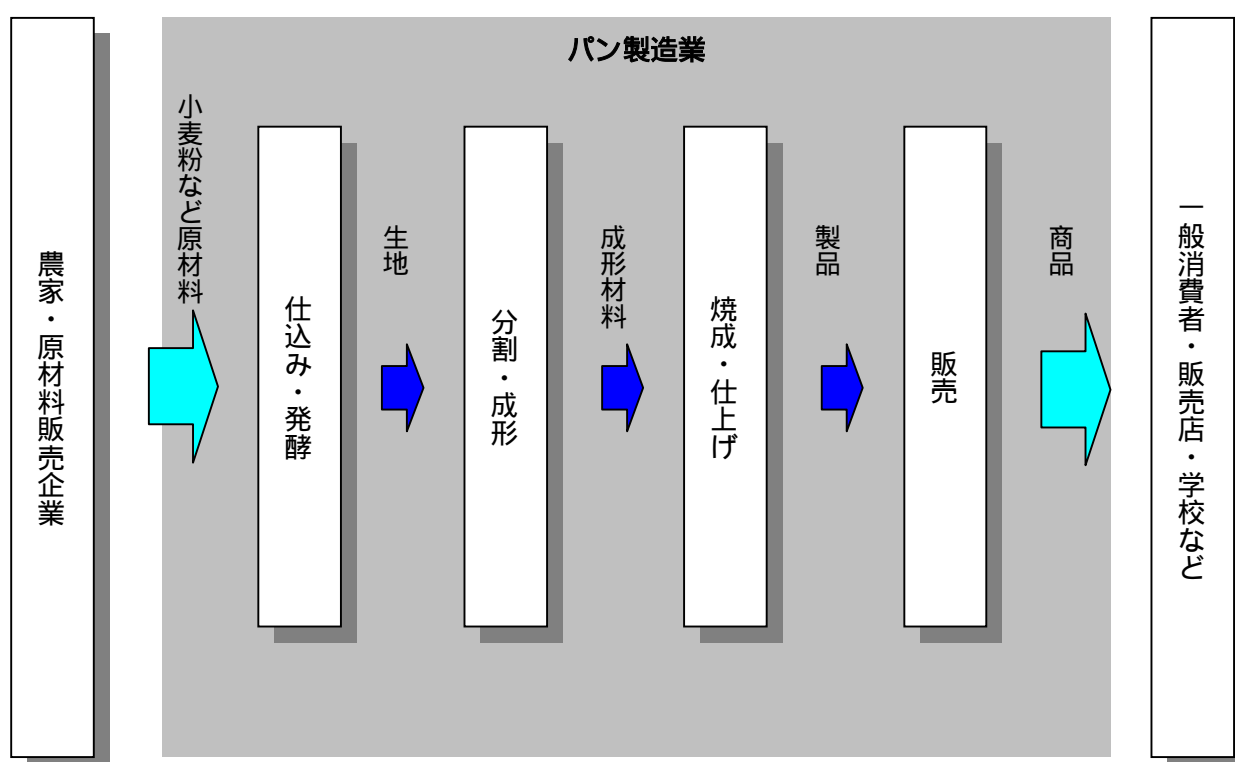 パン製造業
農家・原材料販売企業
小麦粉など原材料
仕込み・発酵
生地
分割・成形
成形材料
焼成・仕上げ
製品
販売
商品
一般消費者・販売店・学校など